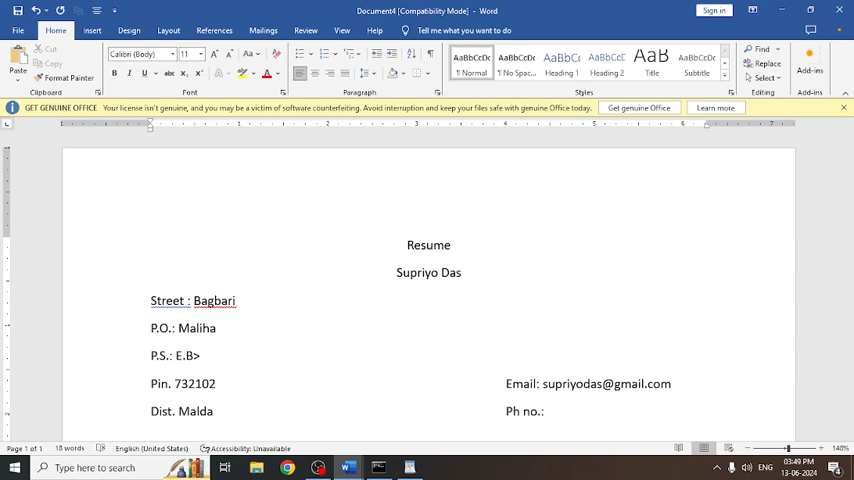 Document4 [Compatibility Mode] - Word
Sign in
File Home Insert Design Layout References Mailings Review View Help Tell me what you want to do
Paste
Cut
Copy
Format Painter
Clipboard
Calibri (Body) 11
Font
Paragraph
AaBbCcDc AaBbCcDc AaBbCc AaBbCcC AaB AaBbCcC
¶ Normal ¶ No Spac... Heading 1 Heading 2 Title Subtitle
Styles
Find
Replace
Select
Editing
Add-ins
Add-ins
GET GENUINE OFFICE Your license isn't genuine, and you may be a victim of software counterfeiting. Avoid interruption and keep your files safe with genuine Office today. Get genuine Office Learn more
Resume
Supriyo Das
Street : Bagbari
P.O.: Maliha
P.S.: E.B>
Pin. 732102 Email: supriyodas@gmail.com
Dist. Malda Ph no.:
Page 1 of 1 18 words English (United States) Accessibility: Unavailable 148%
Type here to search
ENG
03:49 PM
13-06-2024
4